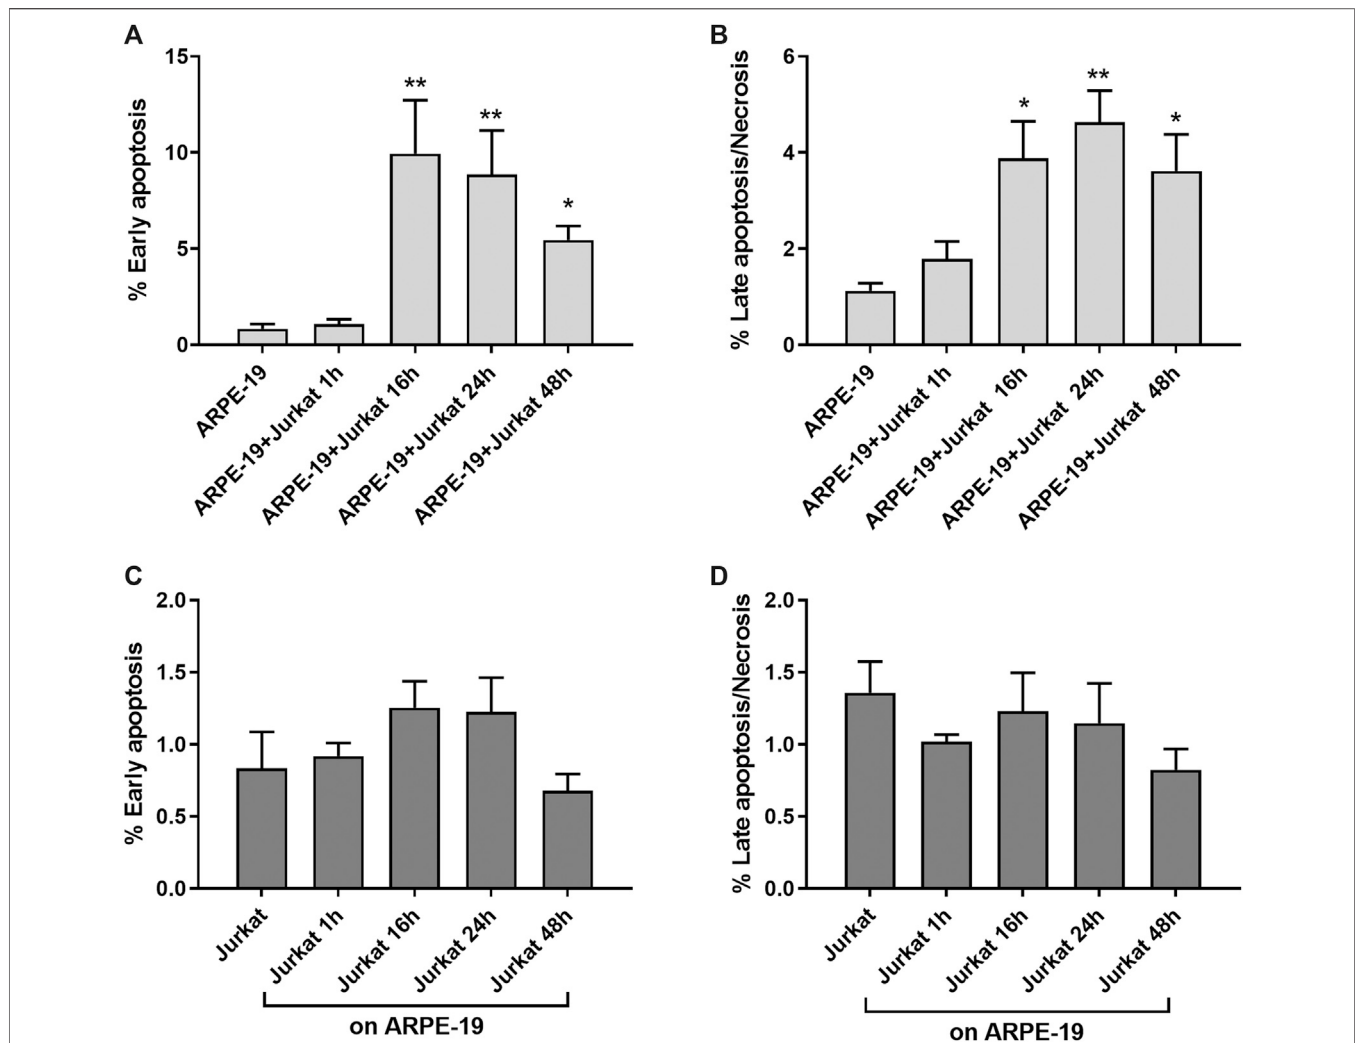 A
% Early apoptosis
15
10
5
0
**
**
*
ARPE-19
ARPE-19+Jurkat 1h
ARPE-19+Jurkat 16h
ARPE-19+Jurkat 24h
ARPE-19+Jurkat 48h
B
% Late apoptosis/Necrosis
6
4
2
0
*
**
*
ARPE-19
ARPE-19+Jurkat 1h
ARPE-19+Jurkat 16h
ARPE-19+Jurkat 24h
ARPE-19+Jurkat 48h
C
% Early apoptosis
2.0
1.5
1.0
0.5
0.0
Jurkat
Jurkat 1h
Jurkat 16h
Jurkat 24h
Jurkat 48h
on ARPE-19
D
% Late apoptosis/Necrosis
2.0
1.5
1.0
0.5
0.0
Jurkat
Jurkat 1h
Jurkat 16h
Jurkat 24h
Jurkat 48h
on ARPE-19